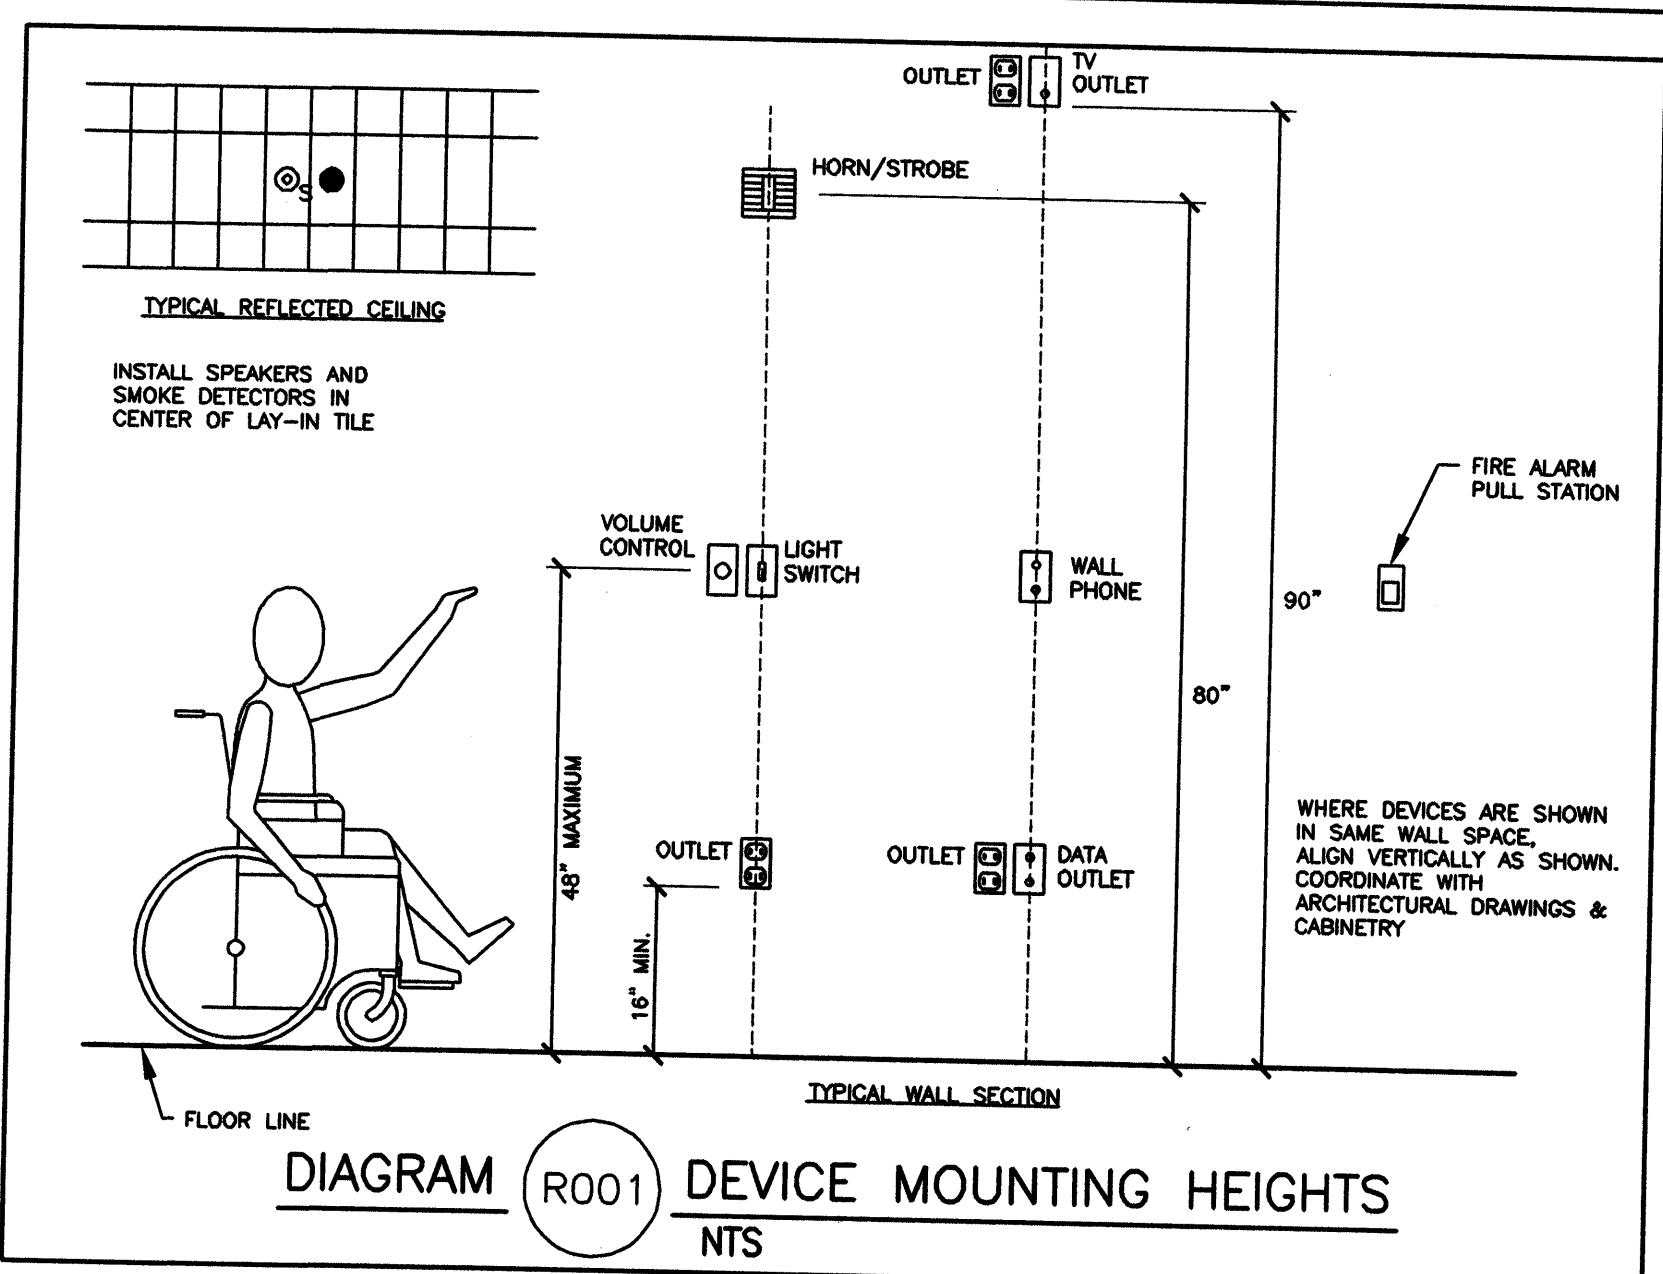 OUTLET
TV
OUTLET
HORN/STROBE
S
TYPICAL REFLECTED CEILING
INSTALL SPEAKERS AND
SMOKE DETECTORS IN
CENTER OF LAY-IN TILE
FIRE ALARM
PULL STATION
VOLUME
CONTROL
LIGHT
SWITCH
WALL
PHONE
90"
80"
48" MAXIMUM
OUTLET
OUTLET
DATA
OUTLET
16" MIN.
WHERE DEVICES ARE SHOWN
IN SAME WALL SPACE,
ALIGN VERTICALLY AS SHOWN.
COORDINATE WITH
ARCHITECTURAL DRAWINGS &
CABINETRY
TYPICAL WALL SECTION
FLOOR LINE
DIAGRAM R001 DEVICE MOUNTING HEIGHTS
NTS